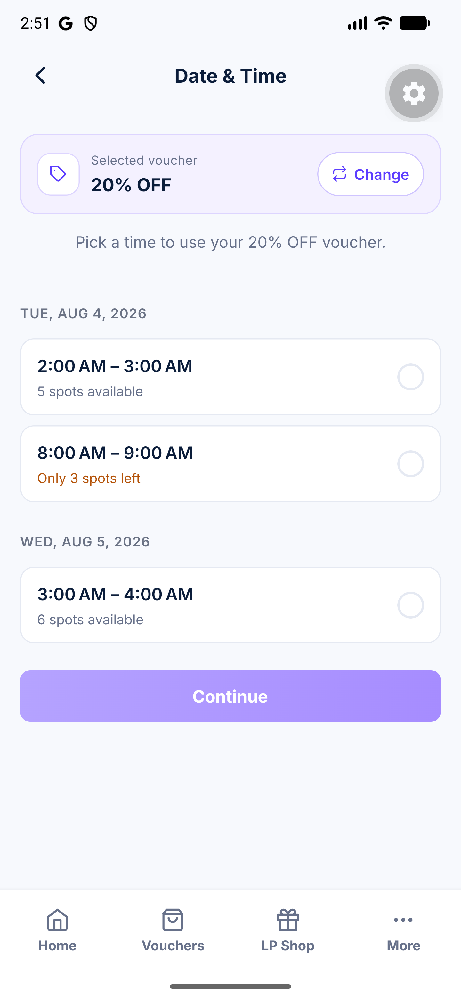 2:51
Date & Time
Selected voucher
20% OFF
Change
Pick a time to use your 20% OFF voucher.
TUE, AUG 4, 2026
2:00 AM – 3:00 AM
5 spots available
8:00 AM – 9:00 AM
Only 3 spots left
WED, AUG 5, 2026
3:00 AM – 4:00 AM
6 spots available
Continue
Home
Vouchers
LP Shop
More